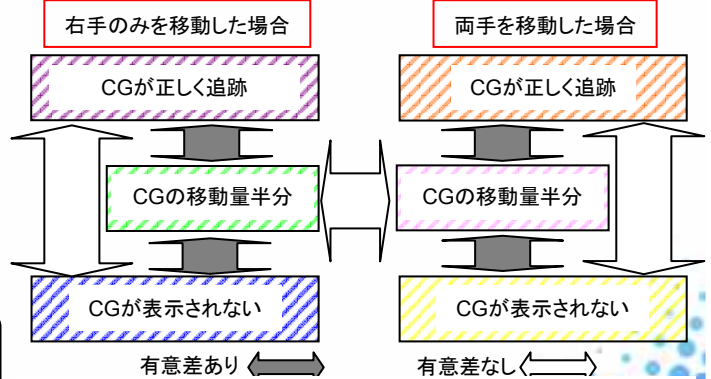 右手のみを移動した場合
両手を移動した場合
CGが正しく追跡
CGが正しく追跡
CGの移動量半分
CGの移動量半分
CGが表示されない
CGが表示されない
有意差あり
有意差なし